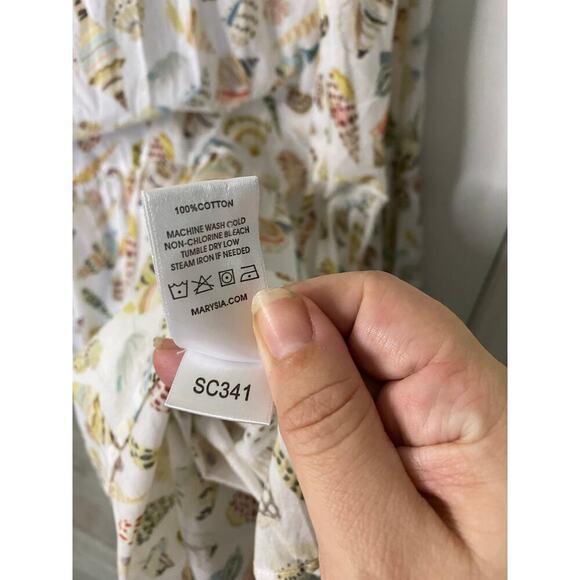 100%COTTON
MACHINE WASH COLD
NON-CHLORINE BLEACH
TUMBLE DRY LOW
STEAM IRON IF NEEDED
MARYSIA.COM
SC341